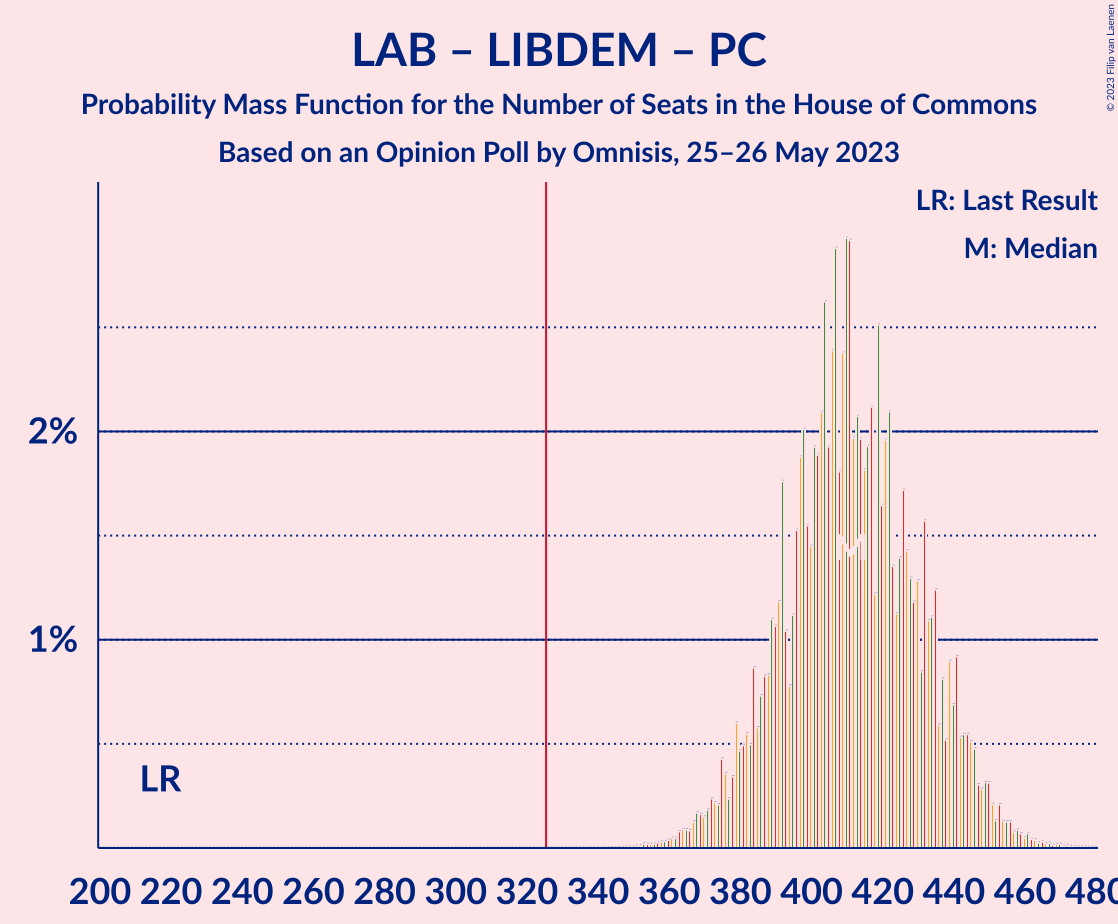 LAB – LIBDEM – PC
Probability Mass Function for the Number of Seats in the House of Commons
Based on an Opinion Poll by Omnisis, 25–26 May 2023
© 2023 Filip van Laenen
LR: Last Result
M: Median
2%
1%
LR
200 220 240 260 280 300 320 340 360 380 400 420 440 460 480